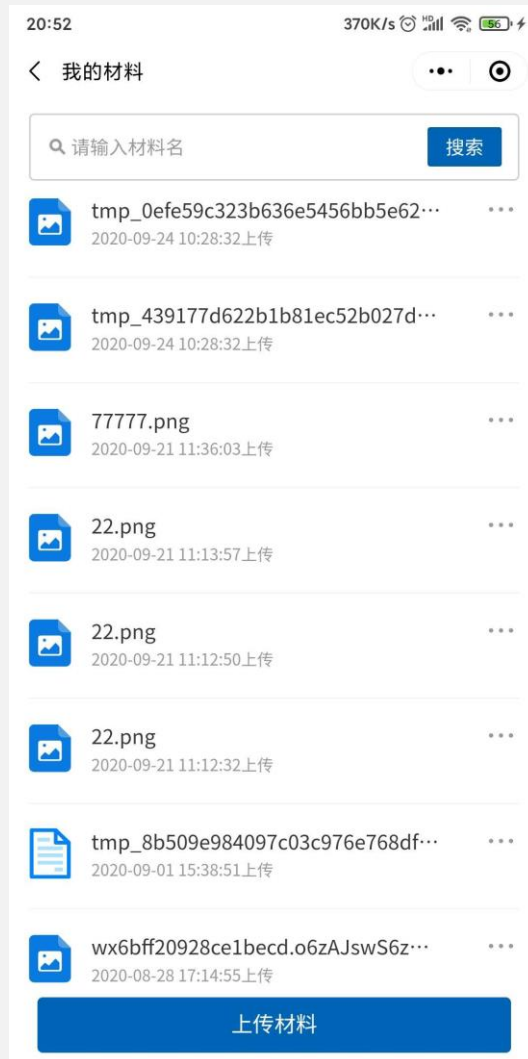 20:52 370K/s HD 56
我的材料
请输入材料名 搜索
tmp_0efe59c323b636e5456bb5e62…
2020-09-24 10:28:32上传
tmp_439177d622b1b81ec52b027d…
2020-09-24 10:28:32上传
77777.png
2020-09-21 11:36:03上传
22.png
2020-09-21 11:13:57上传
22.png
2020-09-21 11:12:50上传
22.png
2020-09-21 11:12:32上传
tmp_8b509e984097c03c976e768df…
2020-09-01 15:38:51上传
wx6bff20928ce1becd.o6zAJswS6z…
2020-08-28 17:14:55上传
上传材料